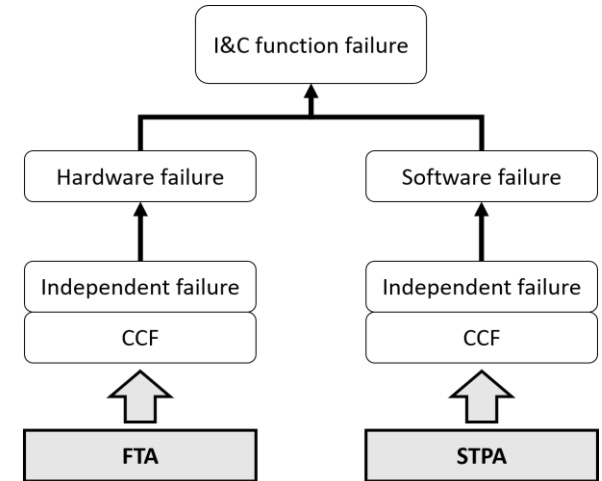 I&C function failure
Hardware failure
Software failure
Independent failure
Independent failure
CCF
CCF
FTA
STPA